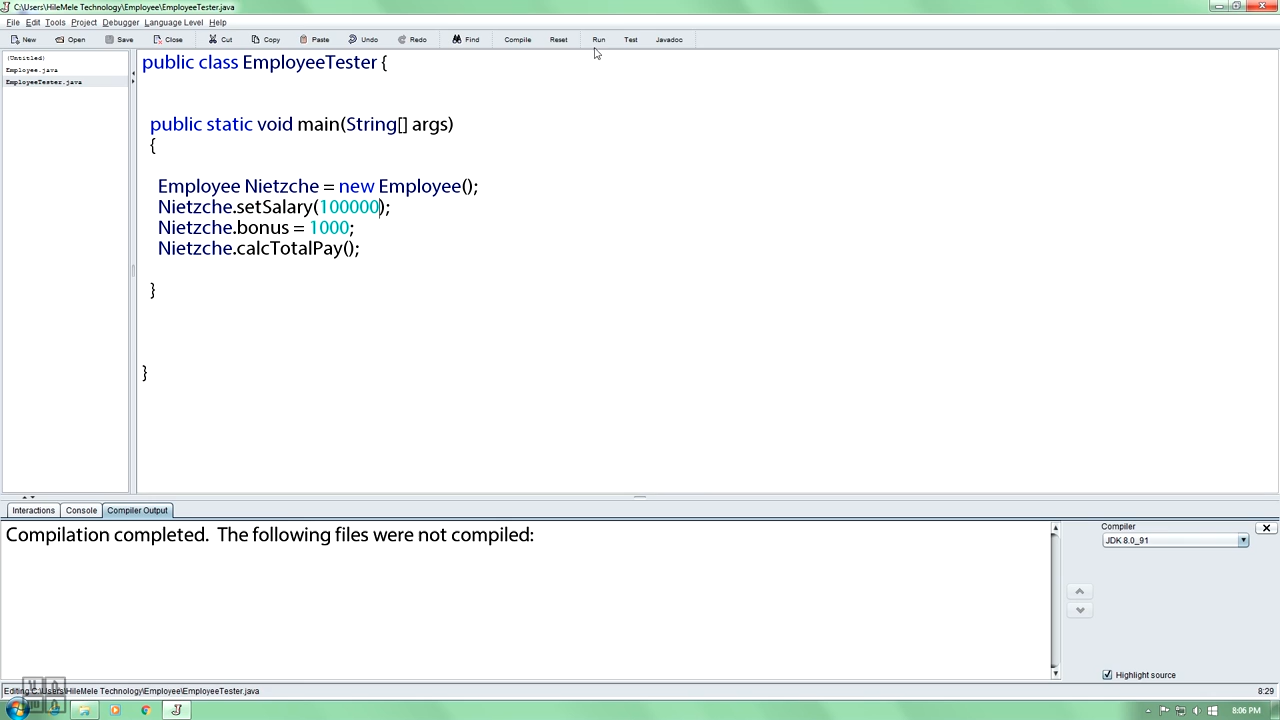 C:\Users\HileMele Technology\Employee\EmployeeTester.java
File Edit Tools Project Debugger Language Level Help
New Open Save Close Cut Copy Paste Undo Redo Find Compile Reset Run Test Javadoc
(Untitled)
Employee.java
EmployeeTester.java
public class EmployeeTester {
public static void main(String[] args)
{
Employee Nietzche = new Employee();
Nietzche.setSalary(100000);
Nietzche.bonus = 1000;
Nietzche.calcTotalPay();
}
}
Interactions Console Compiler Output
Compilation completed. The following files were not compiled:
Compiler
JDK 8.0_91
Highlight source
Editing C:\Users\HileMele Technology\Employee\EmployeeTester.java
8:29
8:06 PM